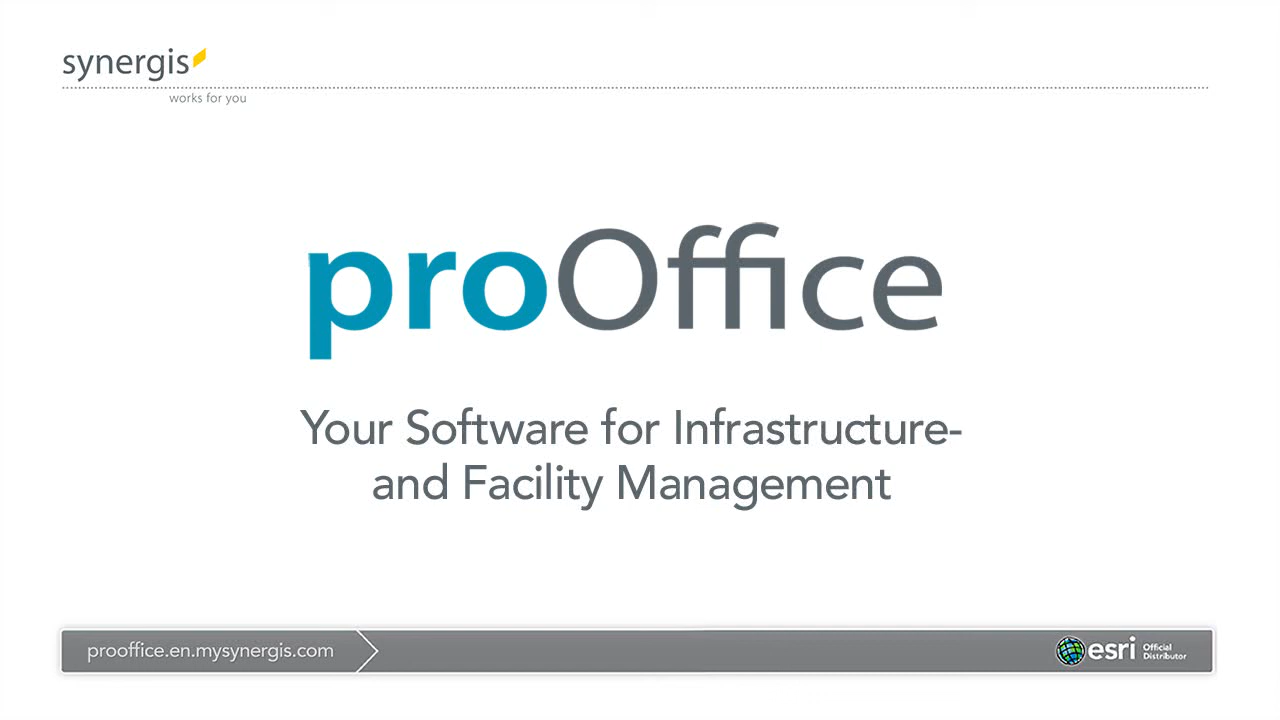 synergis
works for you
proOffice
Your Software for Infrastructure-
and Facility Management
prooffice.en.mysynergis.com
esri Official
Distributor